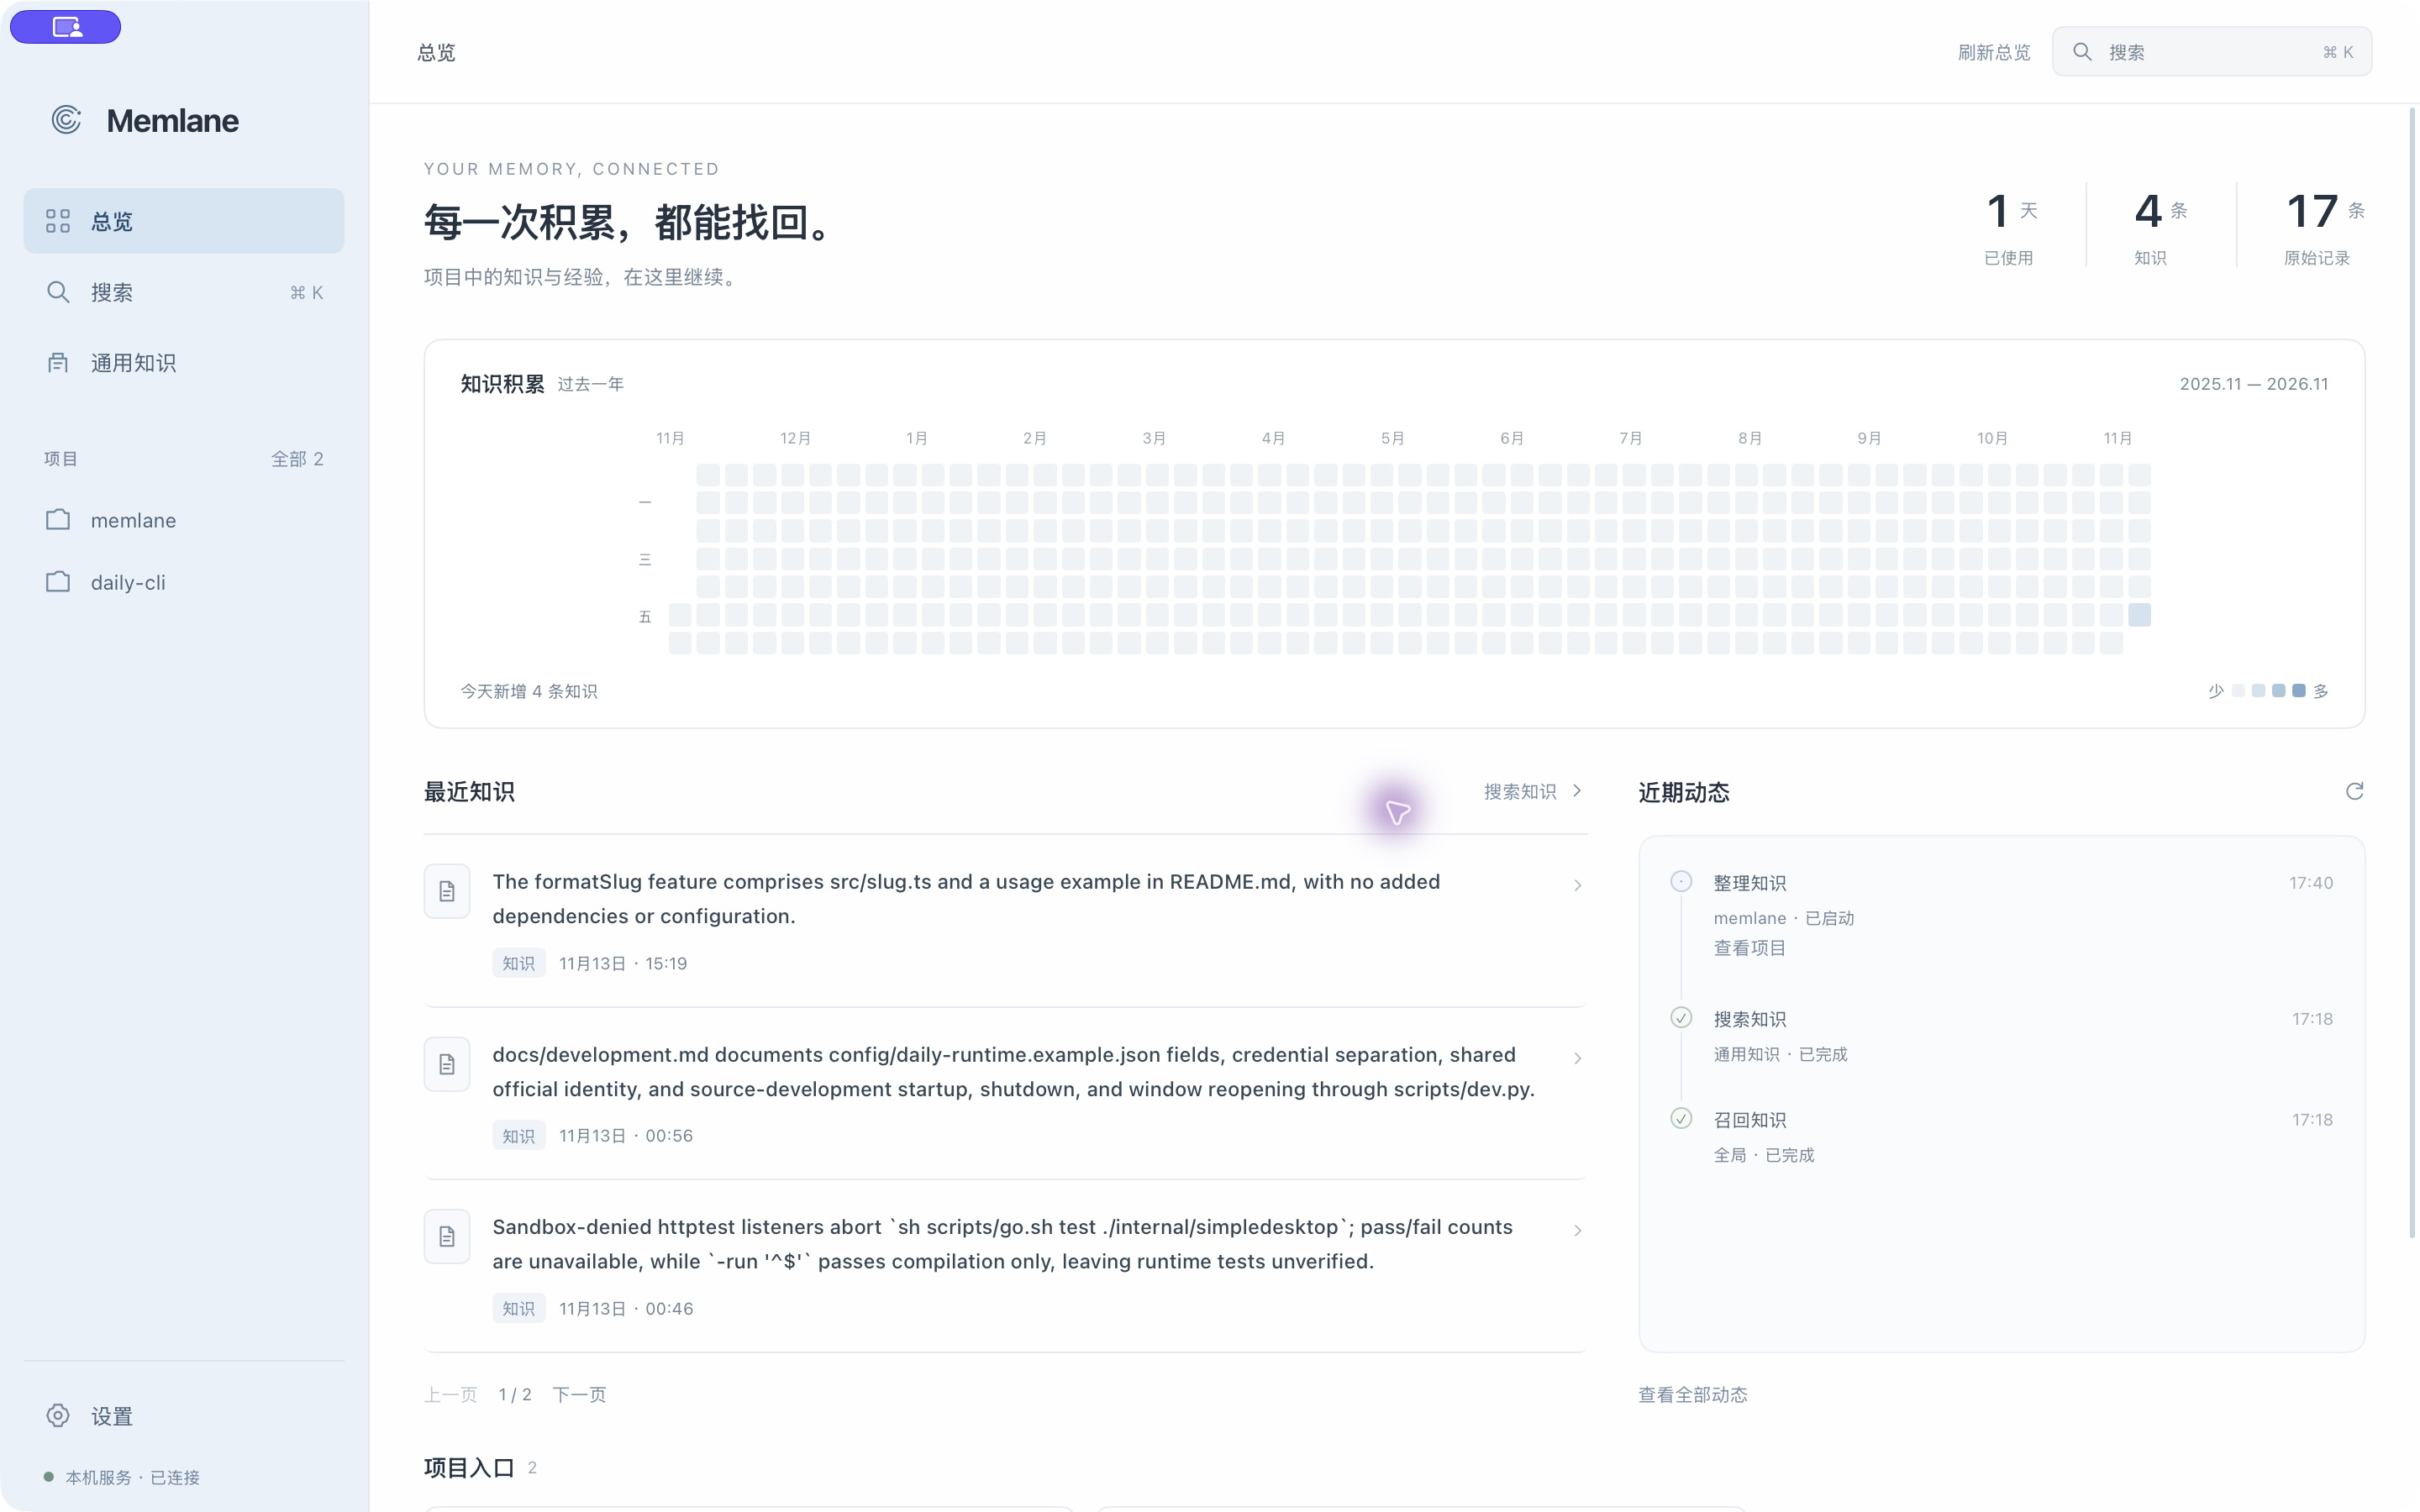 Memlane
总览
搜索 ⌘ K
通用知识
项目 全部 2
memlane
daily-cli
设置
本机服务 · 已连接
总览
刷新总览
搜索 ⌘ K
YOUR MEMORY, CONNECTED
每一次积累，都能找回。
项目中的知识与经验，在这里继续。
1 天
已使用
4 条
知识
17 条
原始记录
知识积累 过去一年
2025.11 — 2026.11
11月 12月 1月 2月 3月 4月 5月 6月 7月 8月 9月 10月 11月
一
三
五
今天新增 4 条知识
少 多
最近知识
搜索知识
The formatSlug feature comprises src/slug.ts and a usage example in README.md, with no added
dependencies or configuration.
知识 11月13日 · 15:19
docs/development.md documents config/daily-runtime.example.json fields, credential separation, shared
official identity, and source-development startup, shutdown, and window reopening through scripts/dev.py.
知识 11月13日 · 00:56
Sandbox-denied httptest listeners abort `sh scripts/go.sh test ./internal/simpledesktop`; pass/fail counts
are unavailable, while `-run '^$'` passes compilation only, leaving runtime tests unverified.
知识 11月13日 · 00:46
上一页 1 / 2 下一页
近期动态
整理知识 17:40
memlane · 已启动
查看项目
搜索知识 17:18
通用知识 · 已完成
召回知识 17:18
全局 · 已完成
查看全部动态
项目入口 2